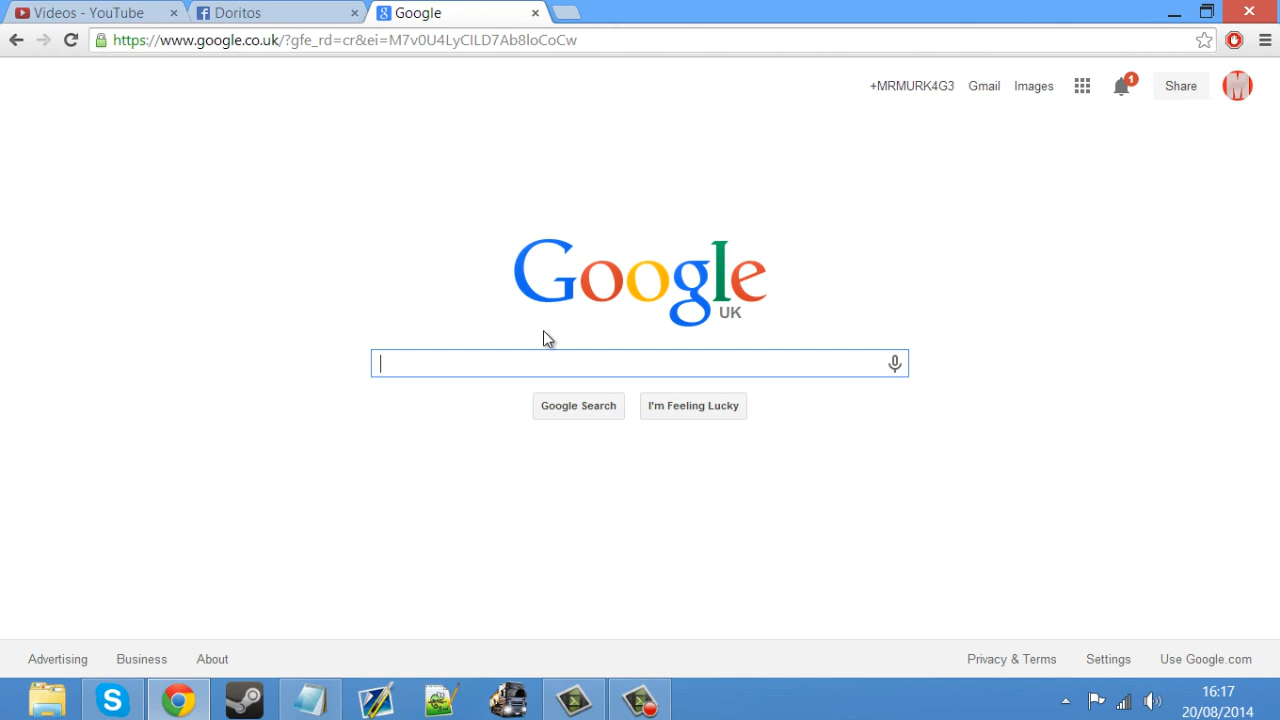 Videos - YouTube
Doritos
Google
https://www.google.co.uk/?gfe_rd=cr&ei=M7v0U4LyCILD7Ab8IoCoCw
+MRMURK4G3 Gmail Images 1 Share
Google
UK
Google Search I'm Feeling Lucky
Advertising Business About Privacy & Terms Settings Use Google.com
16:17
20/08/2014